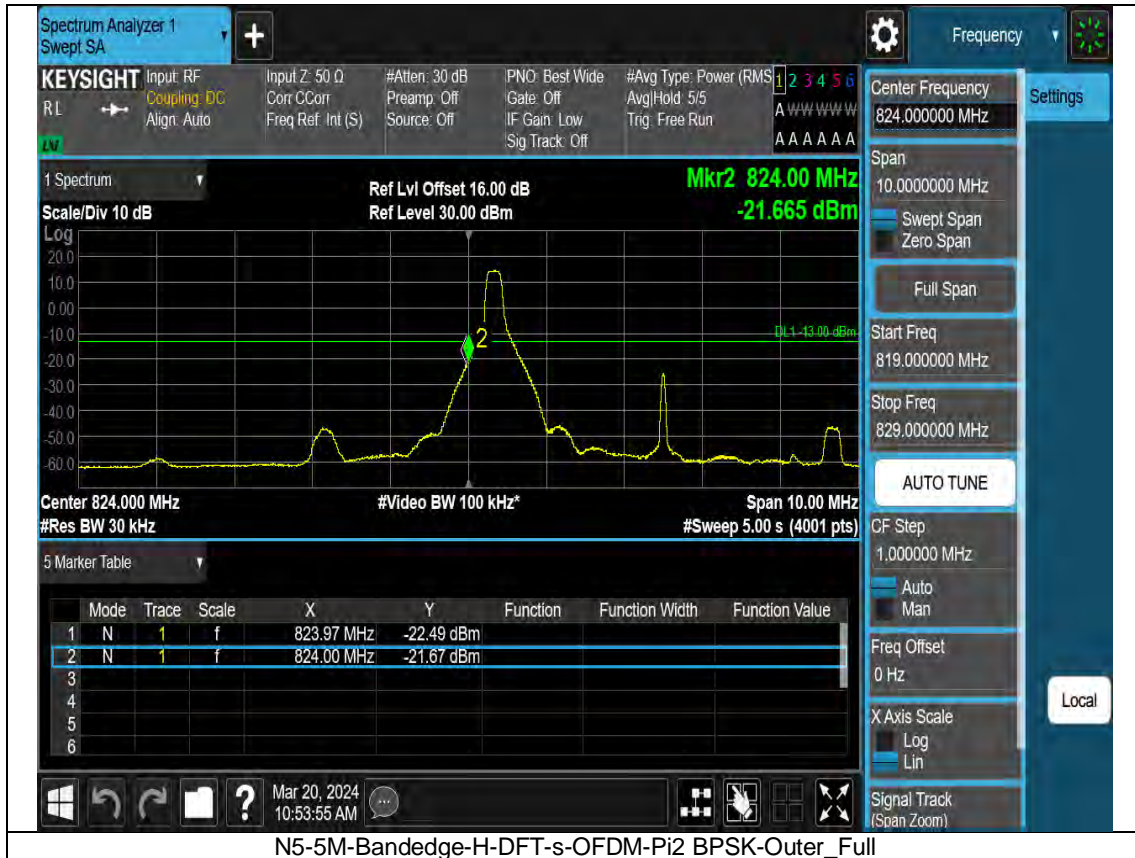 Spectrum Analyzer 1
Swept SA
+
Frequency
KEYSIGHT
RL
Input: RF
Coupling: DC
Align: Auto
Input Z: 50 Ω
Corr CCorr
Freq Ref: Int (S)
#Atten: 30 dB
Preamp: Off
Source: Off
PNO: Best Wide
Gate: Off
IF Gain: Low
Sig Track: Off
#Avg Type: Power (RMS
Avg|Hold: 5/5
Trig: Free Run
1 2 3 4 5 6
A W W W W W
A A A A A A
1 Spectrum
Scale/Div 10 dB
Ref Lvl Offset 16.00 dB
Ref Level 30.00 dBm
Mkr2 824.00 MHz
-21.665 dBm
Log
20.0
10.0
0.00
-10.0
-20.0
-30.0
-40.0
-50.0
-60.0
2
DL1 -13.00 dBm
Center 824.000 MHz
#Res BW 30 kHz
#Video BW 100 kHz*
Span 10.00 MHz
#Sweep 5.00 s (4001 pts)
5 Marker Table
Mode Trace Scale X Y Function Function Width Function Value
1 N 1 f 823.97 MHz -22.49 dBm
2 N 1 f 824.00 MHz -21.67 dBm
3
4
5
6
?
Mar 20, 2024
10:53:55 AM
Center Frequency
824.000000 MHz
Settings
Span
10.0000000 MHz
Swept Span
Zero Span
Full Span
Start Freq
819.000000 MHz
Stop Freq
829.000000 MHz
AUTO TUNE
CF Step
1.000000 MHz
Auto
Man
Freq Offset
0 Hz
X Axis Scale
Log
Lin
Signal Track
(Span Zoom)
Local
N5-5M-Bandedge-H-DFT-s-OFDM-Pi2 BPSK-Outer_Full